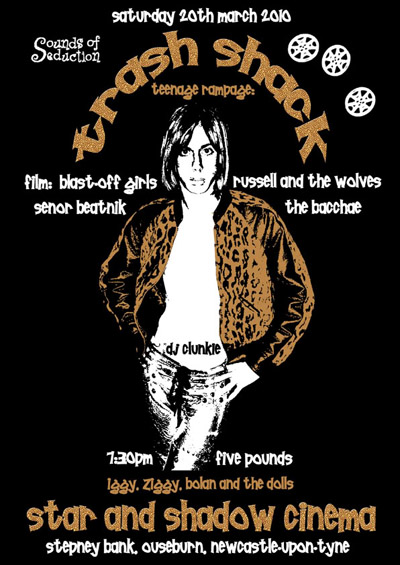 saturday 20th march 2010
Sounds of
Seduction
trash shack
teenage rampage:
film: blast-off girls
russell and the wolves
senor beatnik
the bacchae
dj clunkie
7:30pm
five pounds
iggy, ziggy, bolan and the dolls
star and shadow cinema
stepney bank, ouseburn, newcastle-upon-tyne